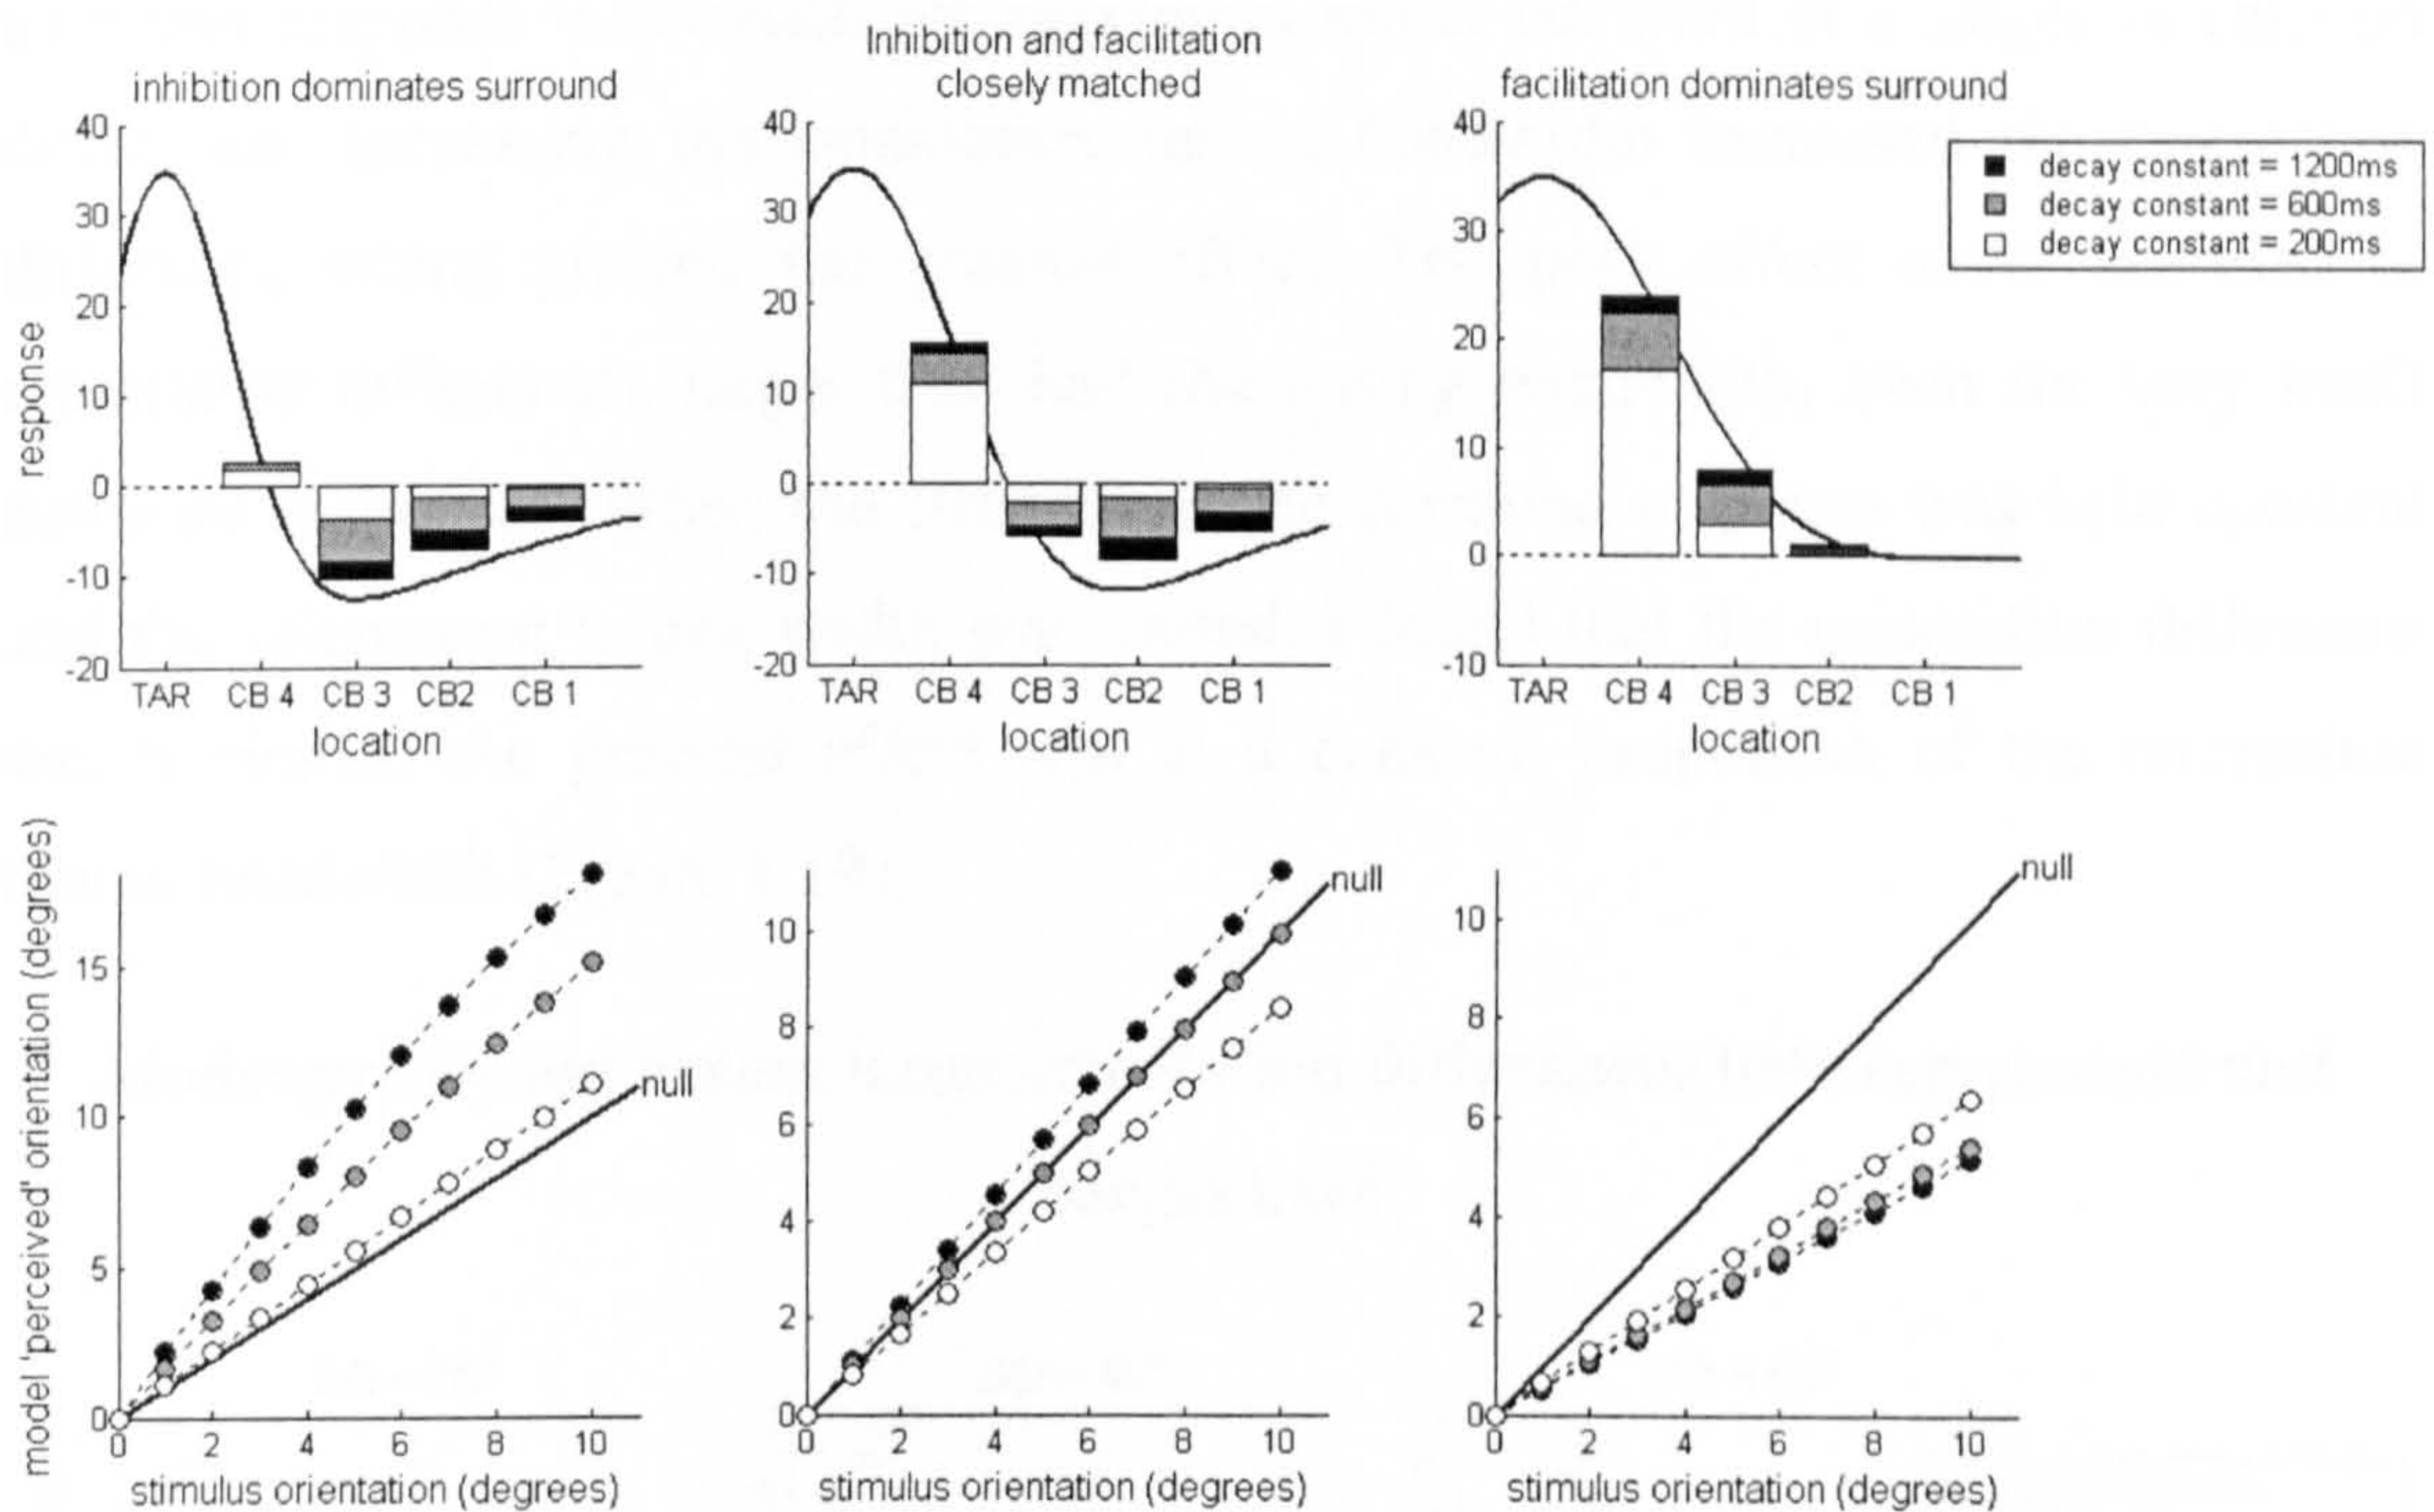 inhibition dominates surround
Inhibition and facilitation
closely matched
facilitation dominates surround
decay constant = 1200ms
decay constant = 600ms
decay constant = 200ms
response
40
30
20
10
0
-10
-20
TAR CB 4 CB 3 CB2 CB 1
location
40
30
20
10
0
-10
-20
TAR CB 4 CB 3 CB2 CB 1
location
40
30
20
10
0
-10
TAR CB 4 CB 3 CB2 CB 1
location
model 'perceived' orientation (degrees)
15
10
5
0
null
0 2 4 6 8 10
stimulus orientation (degrees)
10
8
6
4
2
0
null
0 2 4 6 8 10
stimulus orientation (degrees)
10
8
6
4
2
0
null
0 2 4 6 8 10
stimulus orientation (degrees)